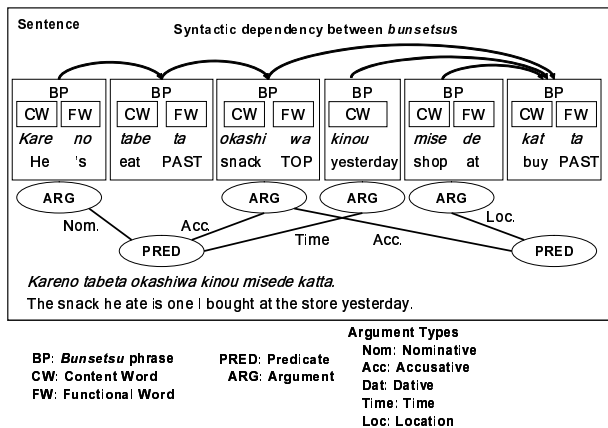 Sentence
Syntactic dependency between bunsetsus
BP BP BP BP BP BP
CW FW CW FW CW FW CW CW FW CW FW
Kare no tabe ta okashi wa kinou mise de kat ta
He 's eat PAST snack TOP yesterday shop at buy PAST
ARG ARG ARG ARG
Nom. Acc. Time Acc. Loc.
PRED PRED
Kareno tabeta okashiwa kinou misede katta.
The snack he ate is one I bought at the store yesterday.
BP: Bunsetsu phrase
CW: Content Word
FW: Functional Word
PRED: Predicate
ARG: Argument
Argument Types
Nom: Nominative
Acc: Accusative
Dat: Dative
Time: Time
Loc: Location